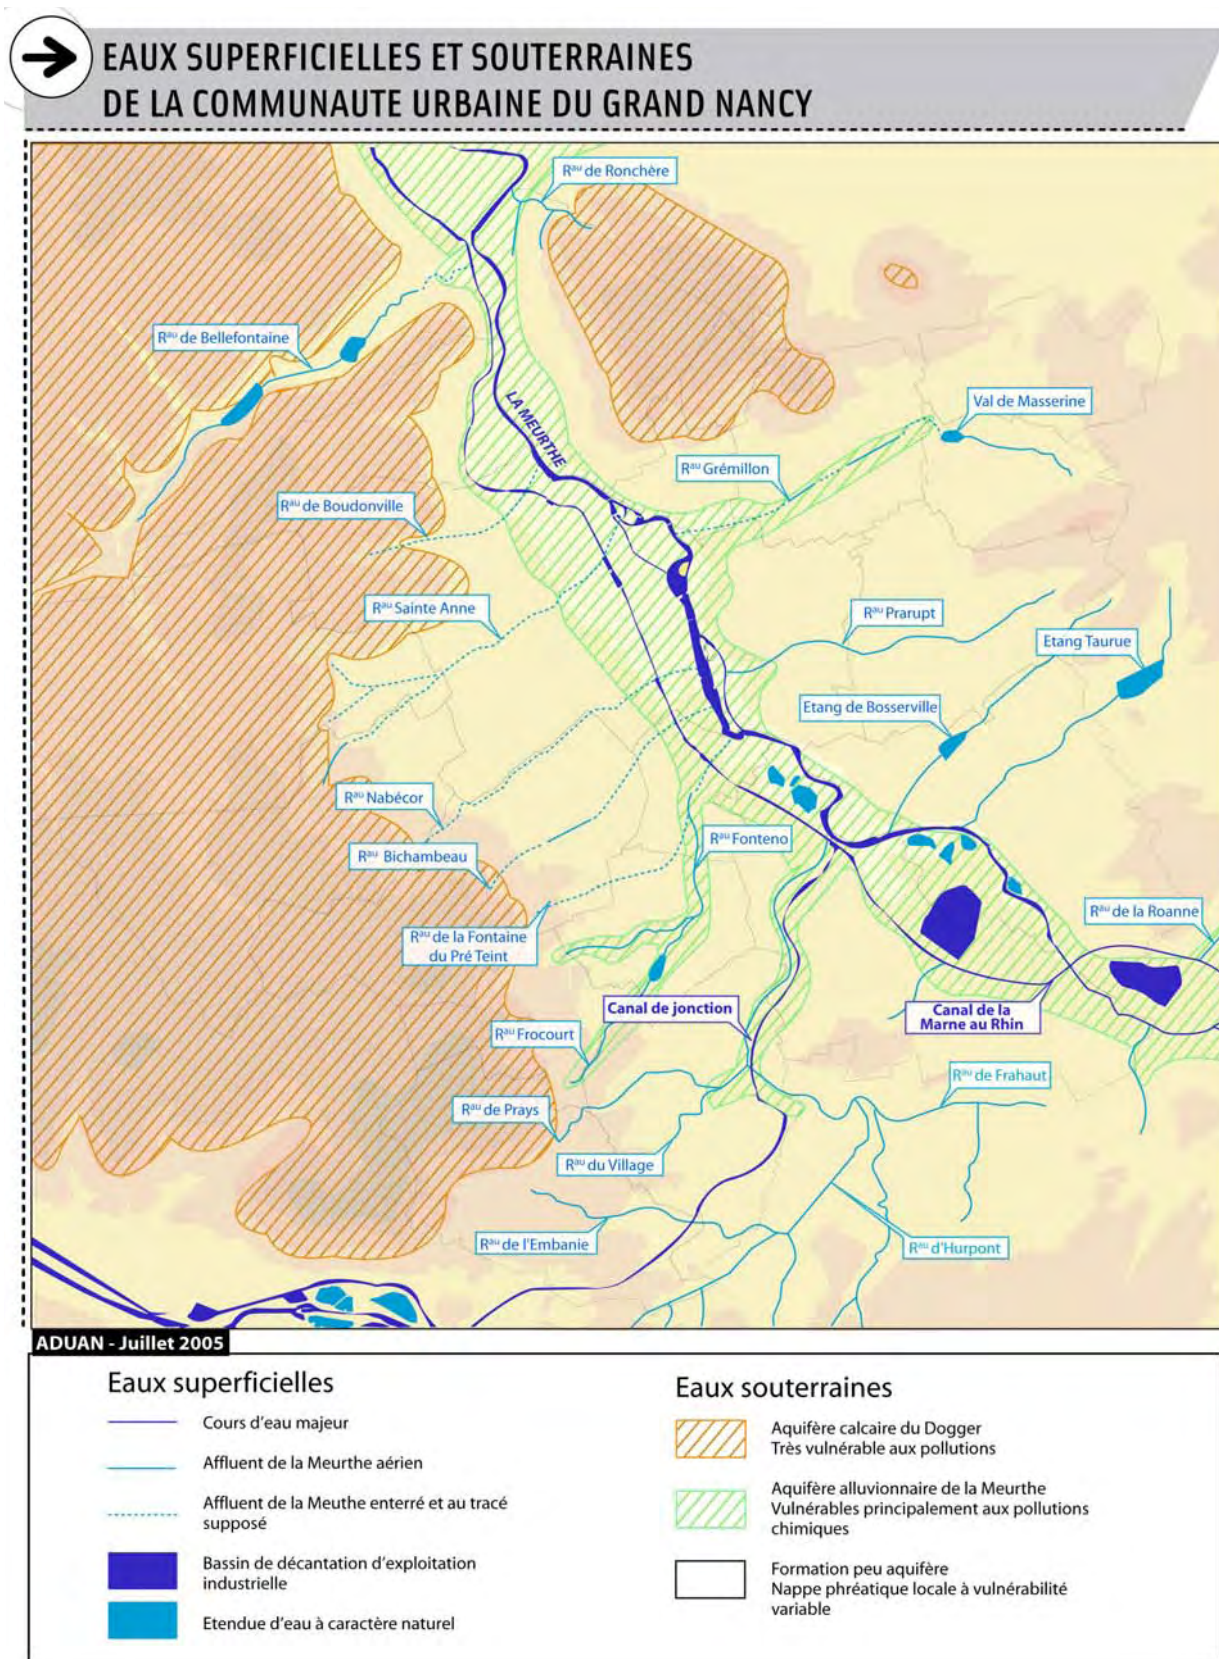 EAUX SUPERFICIELLES ET SOUTERRAINES
DE LA COMMUNAUTE URBAINE DU GRAND NANCY
Rau de Ronchère
Rau de Bellefontaine
LA MEURTHE
Val de Masserine
Rau Grémillon
Rau de Boudonville
Rau Sainte Anne
Rau Prarupt
Etang Taurue
Etang de Bosserville
Rau Nabécor
Rau Fonteno
Rau Bichambeau
Rau de la Roanne
Rau de la Fontaine
du Pré Teint
Canal de jonction
Canal de la
Marne au Rhin
Rau Frocourt
Rau de Frahaut
Rau de Prays
Rau du Village
Rau de l'Embanie
Rau d'Hurpont
ADUAN - Juillet 2005
Eaux superficielles
Cours d'eau majeur
Affluent de la Meurthe aérien
Affluent de la Meuthe enterré et au tracé
supposé
Bassin de décantation d'exploitation
industrielle
Etendue d'eau à caractère naturel
Eaux souterraines
Aquifère calcaire du Dogger
Très vulnérable aux pollutions
Aquifère alluvionnaire de la Meurthe
Vulnérables principalement aux pollutions
chimiques
Formation peu aquifère
Nappe phréatique locale à vulnérabilité
variable